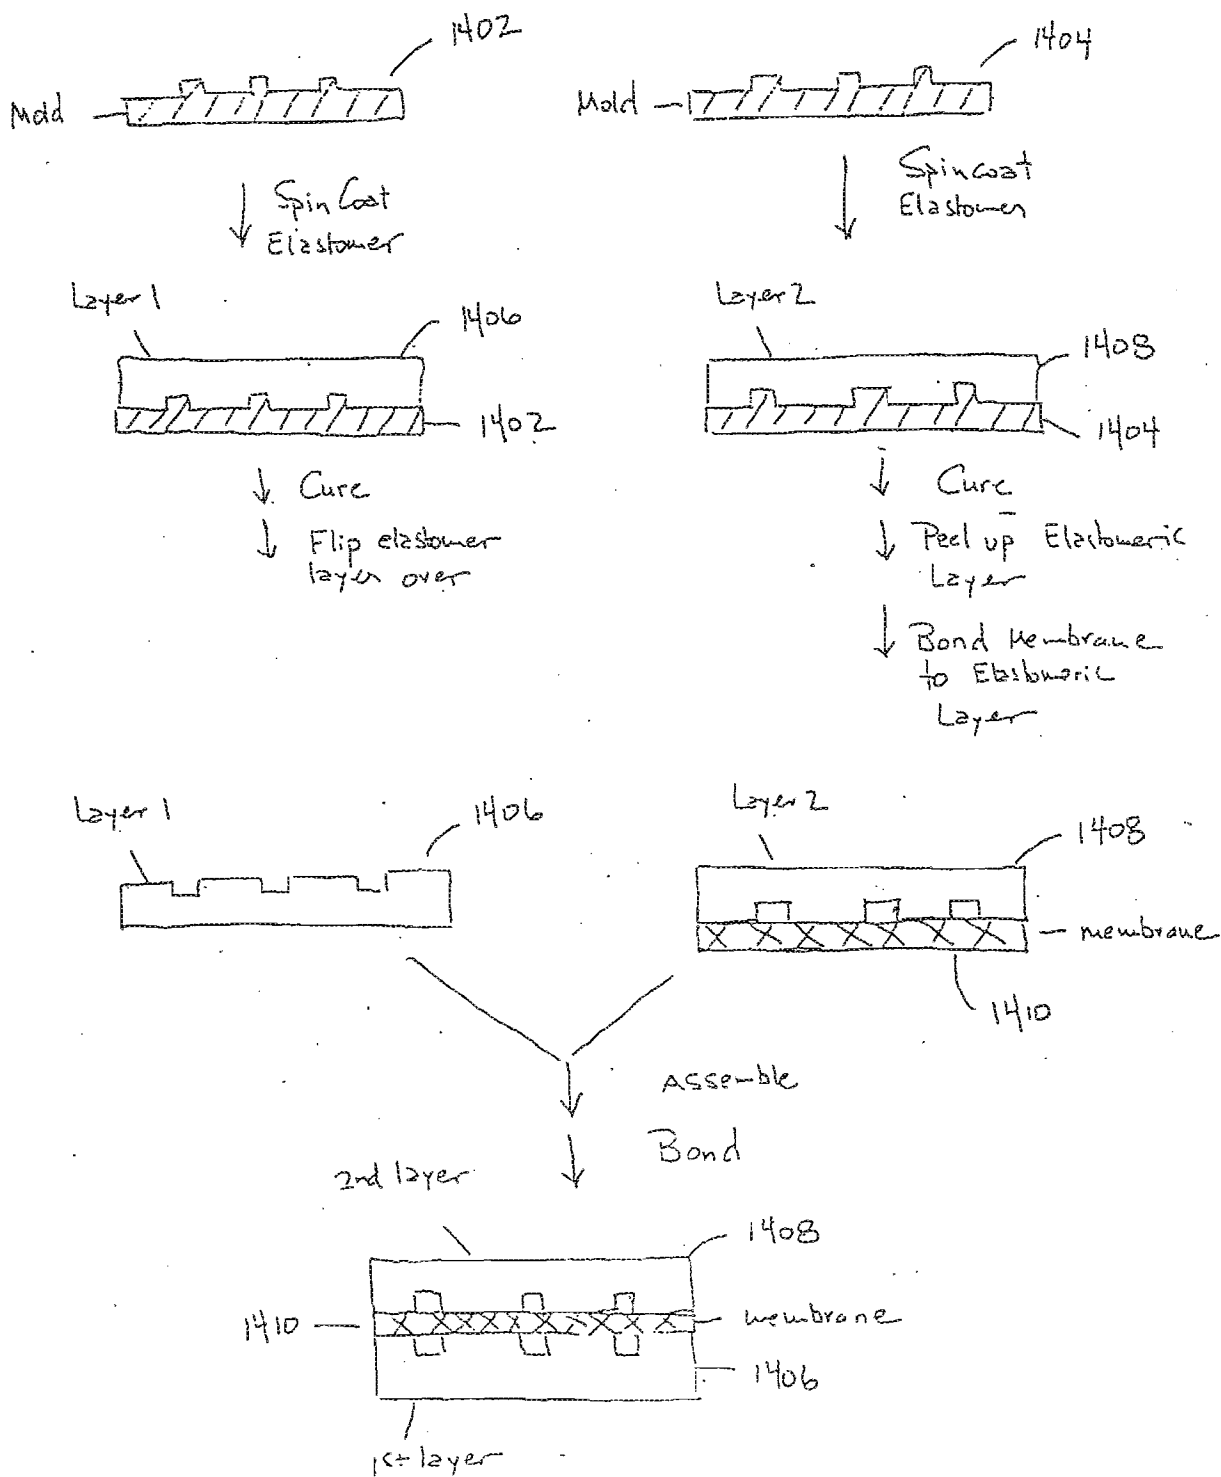 1402
Mold
Spin Coat
Elastomer
Layer 1
1406
1402
Cure
Flip elastomer
layer over
1404
Mold
Spincoat
Elastomer
Layer 2
1408
1404
Cure
Peel up Elastomeric
Layer
Bond Membrane
to Elastomeric
Layer
Layer 1
1406
Layer 2
1408
membrane
1410
Assemble
Bond
2nd layer
1408
1410
membrane
1406
1st layer